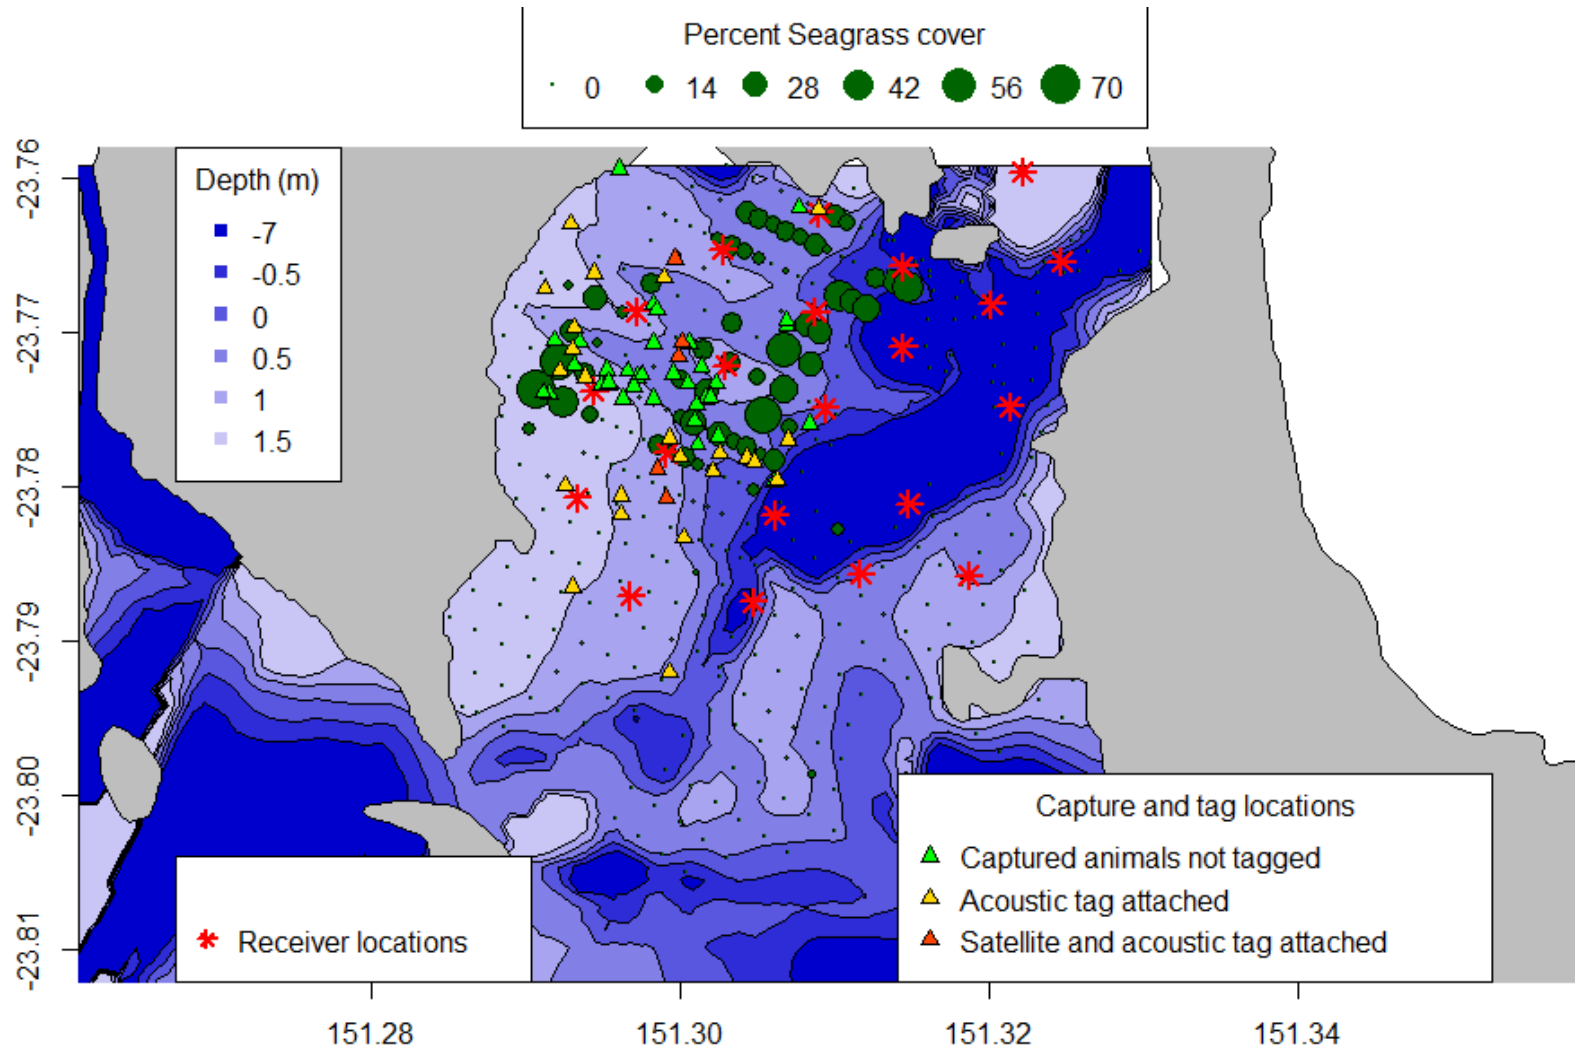 Percent Seagrass cover
0 14 28 42 56 70
-23.76
-23.77
-23.78
-23.79
-23.80
-23.81
Depth (m)
-7
-0.5
0
0.5
1
1.5
Receiver locations
Capture and tag locations
Captured animals not tagged
Acoustic tag attached
Satellite and acoustic tag attached
151.28 151.30 151.32 151.34